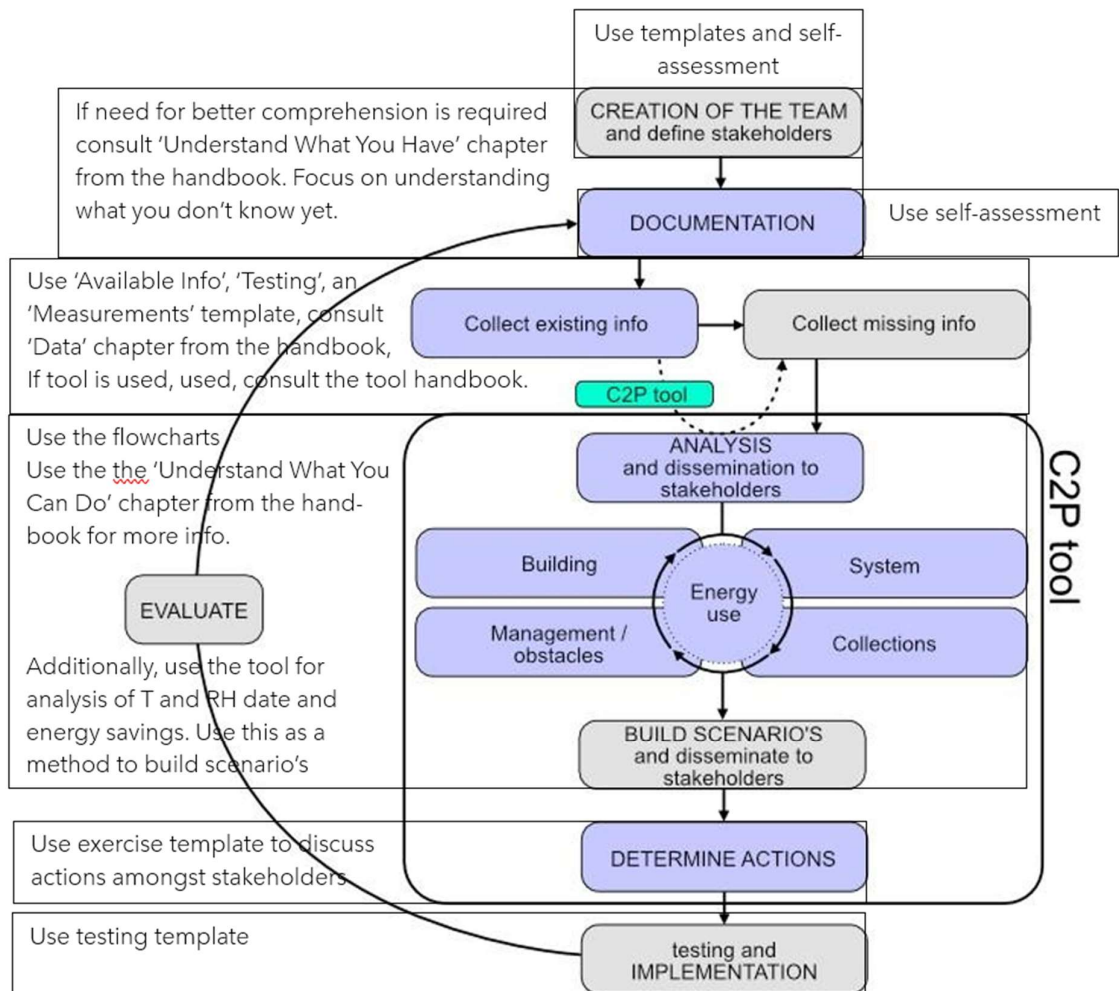 Use templates and self-
assessment
CREATION OF THE TEAM
and define stakeholders
If need for better comprehension is required
consult ‘Understand What You Have’ chapter
from the handbook. Focus on understanding
what you don’t know yet.
DOCUMENTATION
Use self-assessment
Use ‘Available Info’, ‘Testing’, an
‘Measurements’ template, consult
‘Data’ chapter from the handbook,
If tool is used, used, consult the tool handbook.
Collect existing info
Collect missing info
C2P tool
Use the flowcharts
Use the the ‘Understand What You
Can Do’ chapter from the hand-
book for more info.
ANALYSIS
and dissemination to
stakeholders
C2P tool
Building
System
Energy
use
Management /
obstacles
Collections
EVALUATE
Additionally, use the tool for
analysis of T and RH date and
energy savings. Use this as a
method to build scenario’s
BUILD SCENARIO'S
and disseminate to
stakeholders
Use exercise template to discuss
actions amongst stakeholders
DETERMINE ACTIONS
Use testing template
testing and
IMPLEMENTATION